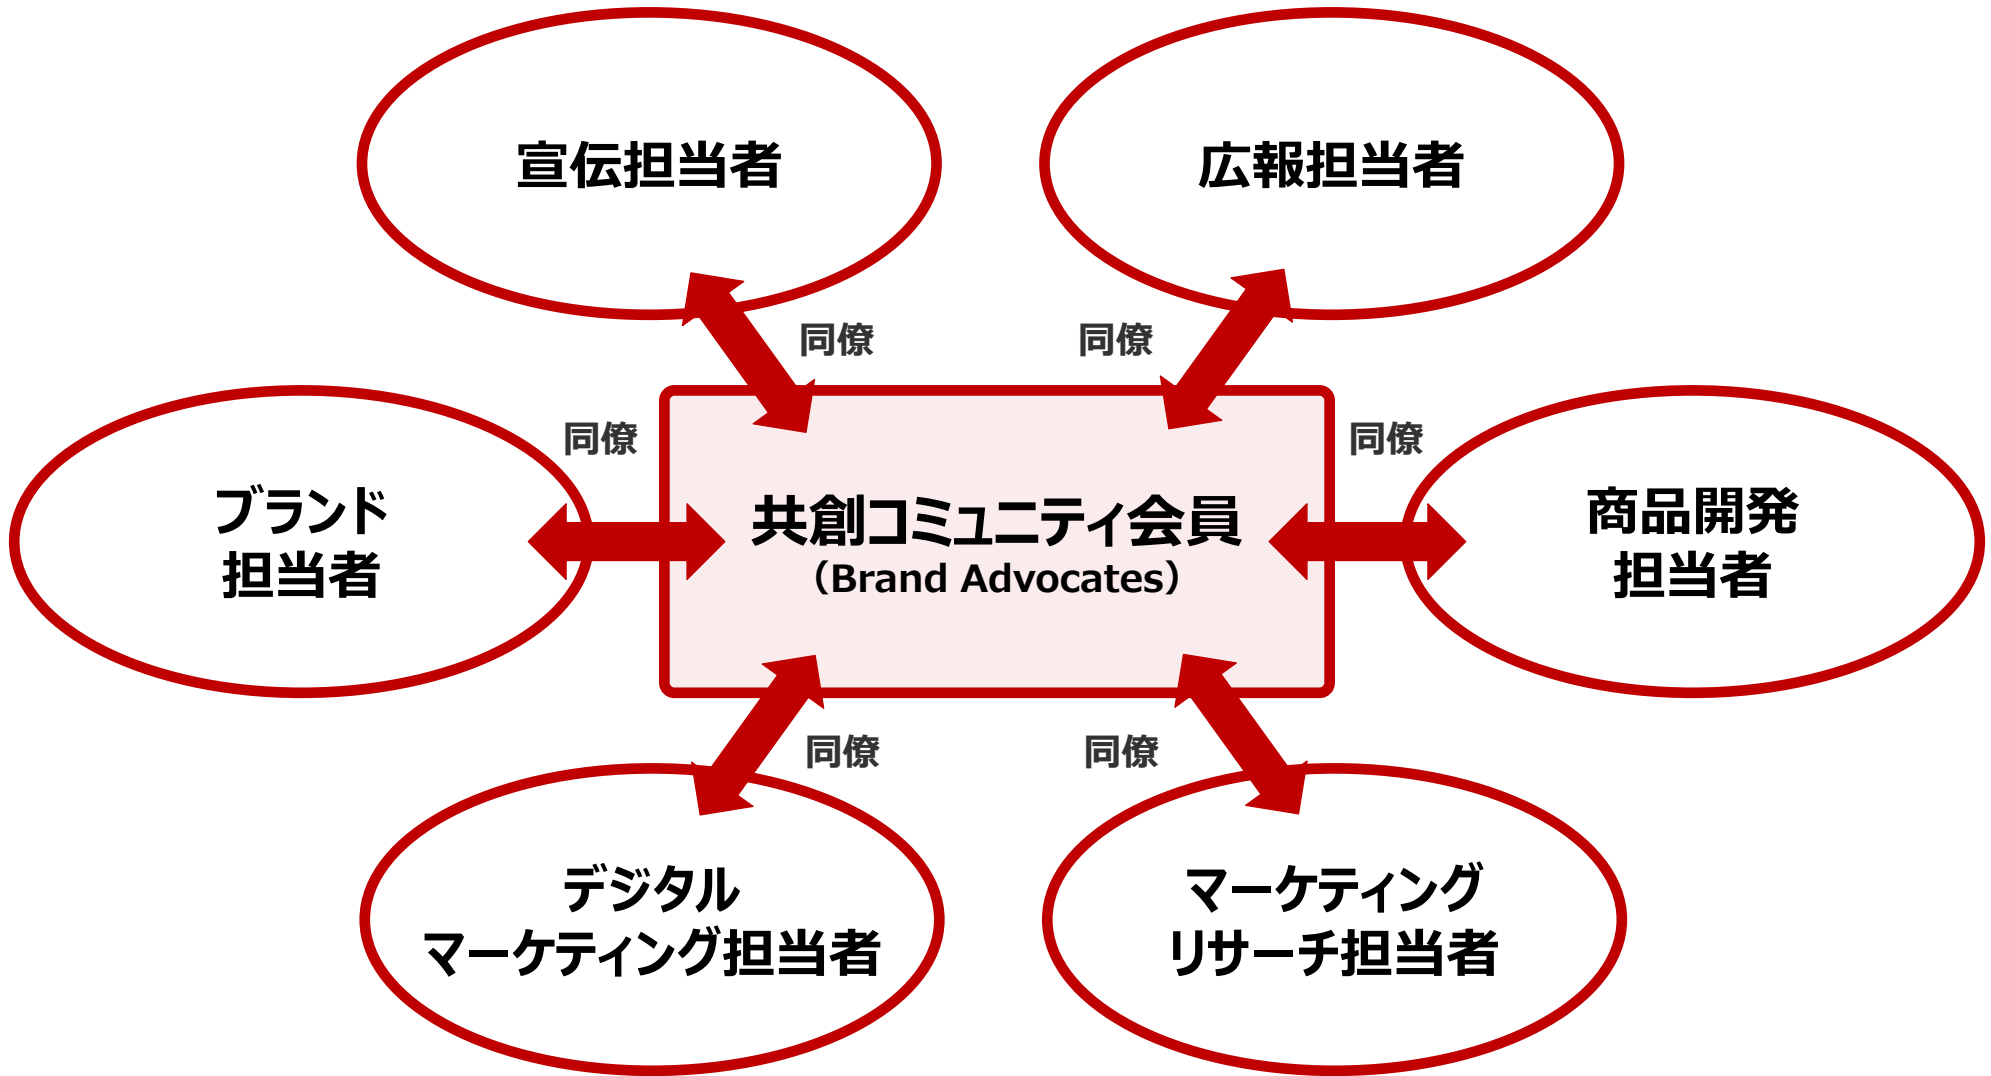 宣伝担当者
広報担当者
同僚
同僚
同僚
同僚
ブランド
担当者
共創コミュニティ会員
（Brand Advocates）
商品開発
担当者
同僚
同僚
デジタル
マーケティング担当者
マーケティング
リサーチ担当者